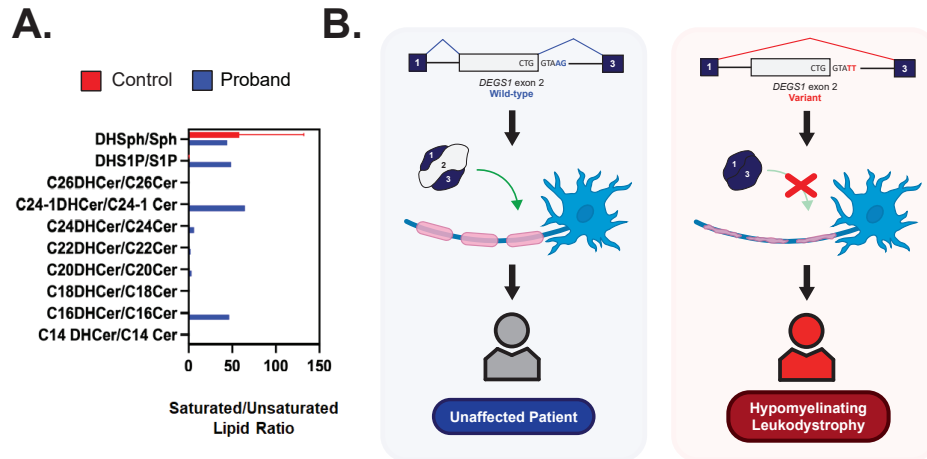 A.
Control
Proband
DHSph/Sph
DHS1P/S1P
C26DHCer/C26Cer
C24-1DHCer/C24-1 Cer
C24DHCer/C24Cer
C22DHCer/C22Cer
C20DHCer/C20Cer
C18DHCer/C18Cer
C16DHCer/C16Cer
C14 DHCer/C14 Cer
0 50 100 150
Saturated/Unsaturated
Lipid Ratio
B.
1 CTG GTAAG 3
DEGS1 exon 2
Wild-type
1
2
3
Unaffected Patient
1 CTG GTATT 3
DEGS1 exon 2
Variant
1
3
Hypomyelinating
Leukodystrophy